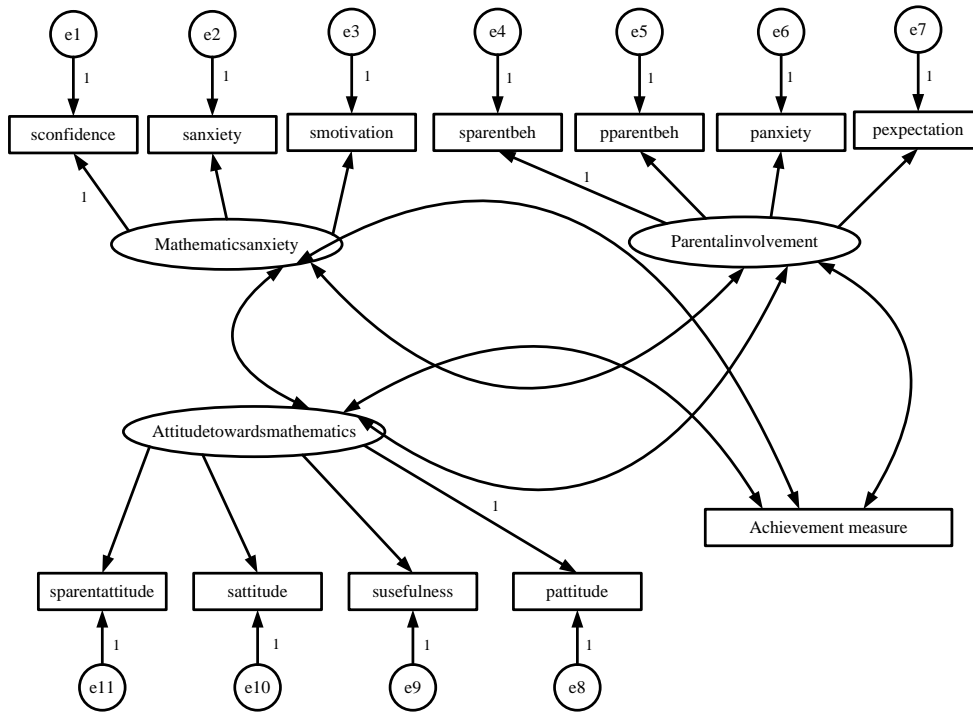 e1
e2
e3
e4
e5
e6
e7
1
1
1
1
1
1
1
sconfidence
sanxiety
smotivation
sparentbeh
pparentbeh
panxiety
pexpectation
1
1
Mathematicsanxiety
Parentalinvolvement
Attitudetowardsmathematics
1
Achievement measure
sparentattitude
sattitude
susefulness
pattitude
1
1
1
1
e11
e10
e9
e8